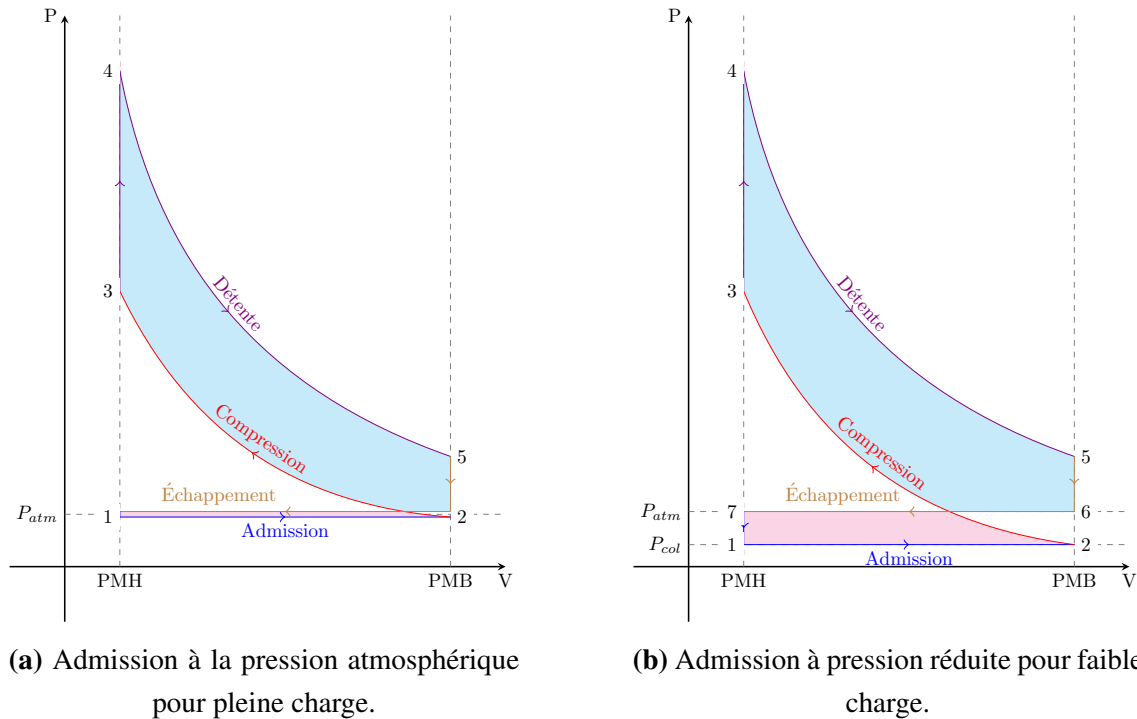 P
4
Détente
3
Compression
5
Échappement
P_atm
1
2
Admission
PMH
PMB
V
(a) Admission à la pression atmosphérique
pour pleine charge.
P
4
Détente
3
Compression
5
Échappement
P_atm
7
6
P_col
1
2
Admission
PMH
PMB
V
(b) Admission à pression réduite pour faible
charge.